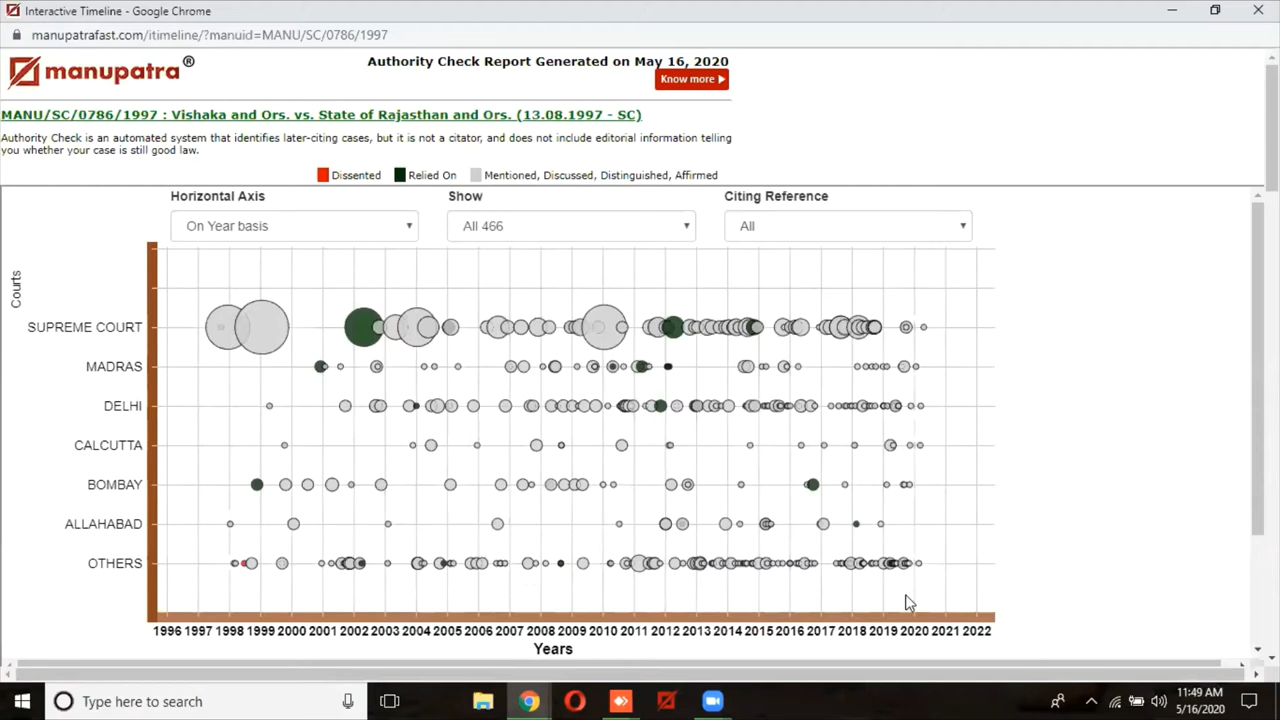 Interactive Timeline - Google Chrome
manupatrafast.com/itimeline/?manuid=MANU/SC/0786/1997
manupatra®
Authority Check Report Generated on May 16, 2020
Know more
MANU/SC/0786/1997 : Vishaka and Ors. vs. State of Rajasthan and Ors. (13.08.1997 - SC)
Authority Check is an automated system that identifies later-citing cases, but it is not a citator, and does not include editorial information telling
you whether your case is still good law.
Dissented Relied On Mentioned, Discussed, Distinguished, Affirmed
Horizontal Axis Show Citing Reference
On Year basis All 466 All
Courts
SUPREME COURT
MADRAS
DELHI
CALCUTTA
BOMBAY
ALLAHABAD
OTHERS
1996 1997 1998 1999 2000 2001 2002 2003 2004 2005 2006 2007 2008 2009 2010 2011 2012 2013 2014 2015 2016 2017 2018 2019 2020 2021 2022
Years
Type here to search
11:49 AM
5/16/2020